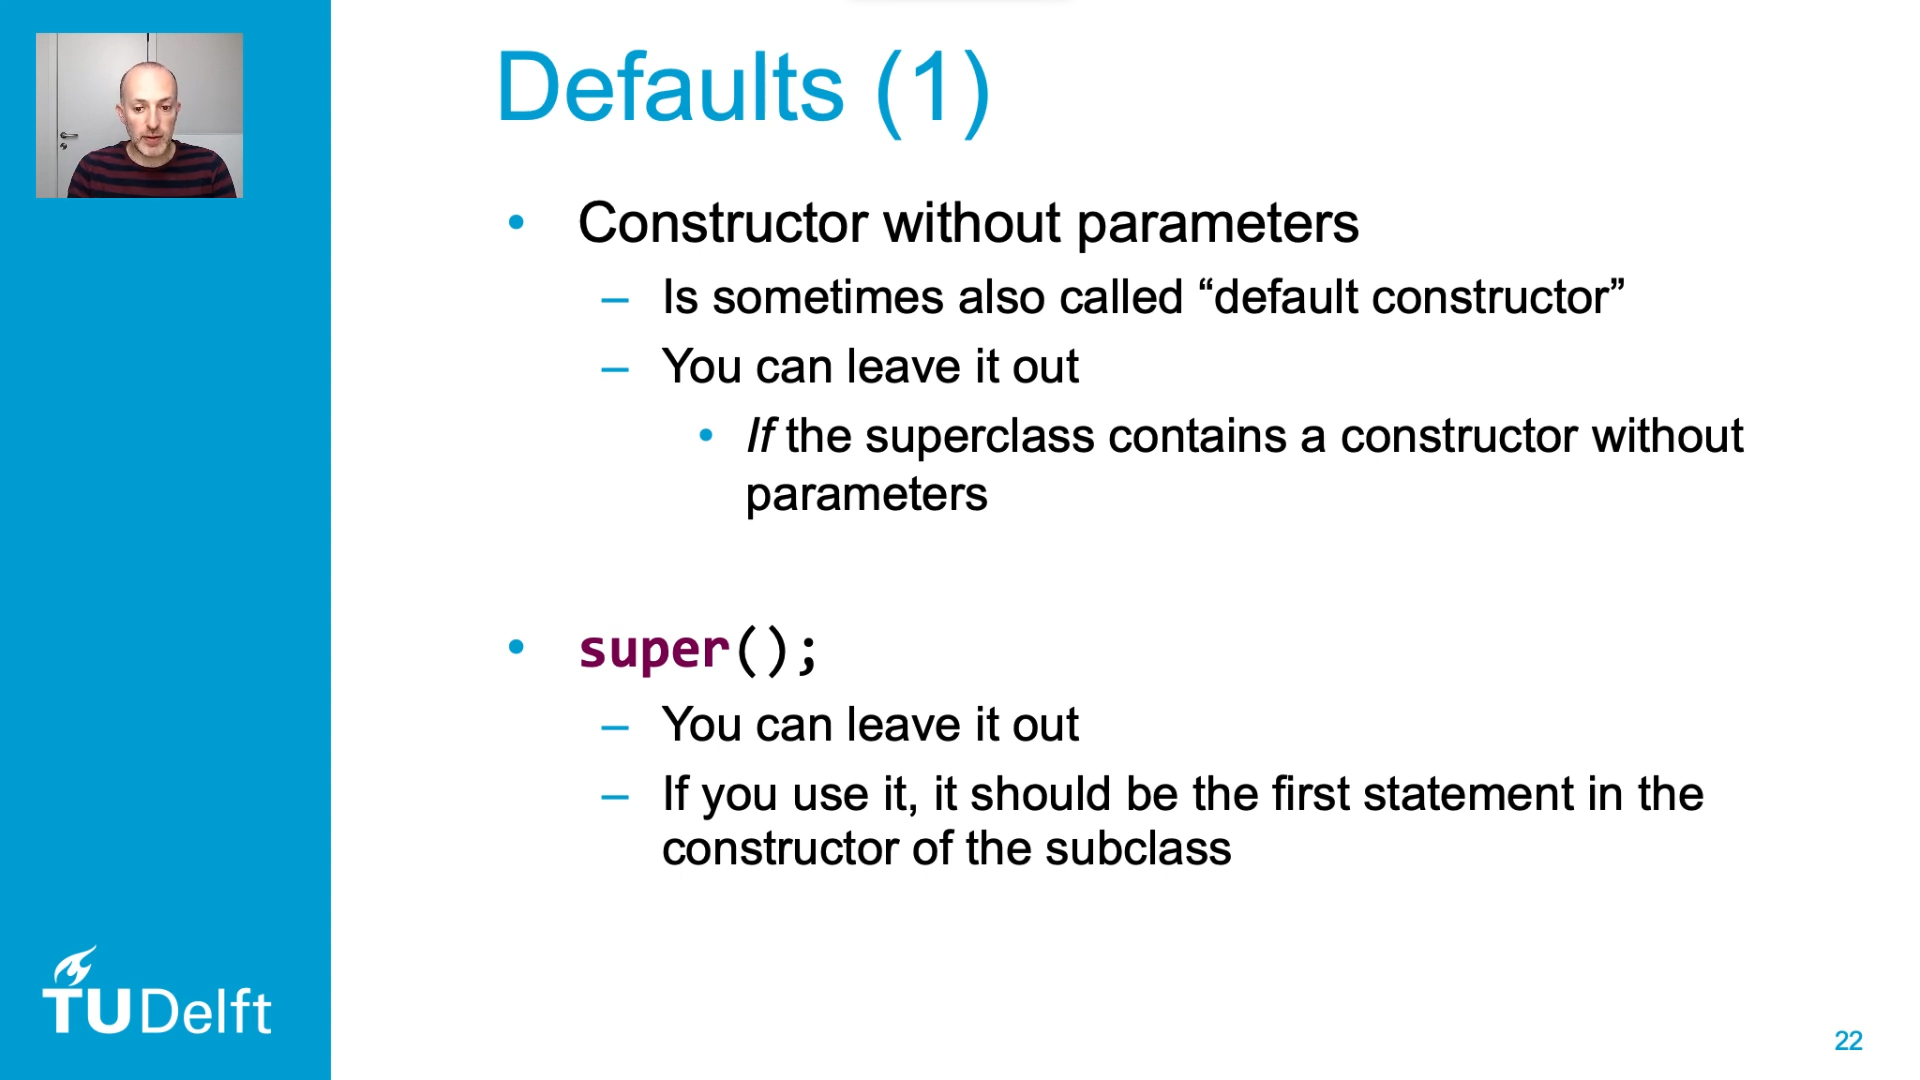 Defaults (1)
• Constructor without parameters
– Is sometimes also called “default constructor”
– You can leave it out
• If the superclass contains a constructor without
parameters
• super();
– You can leave it out
– If you use it, it should be the first statement in the
constructor of the subclass
TUDelft
22